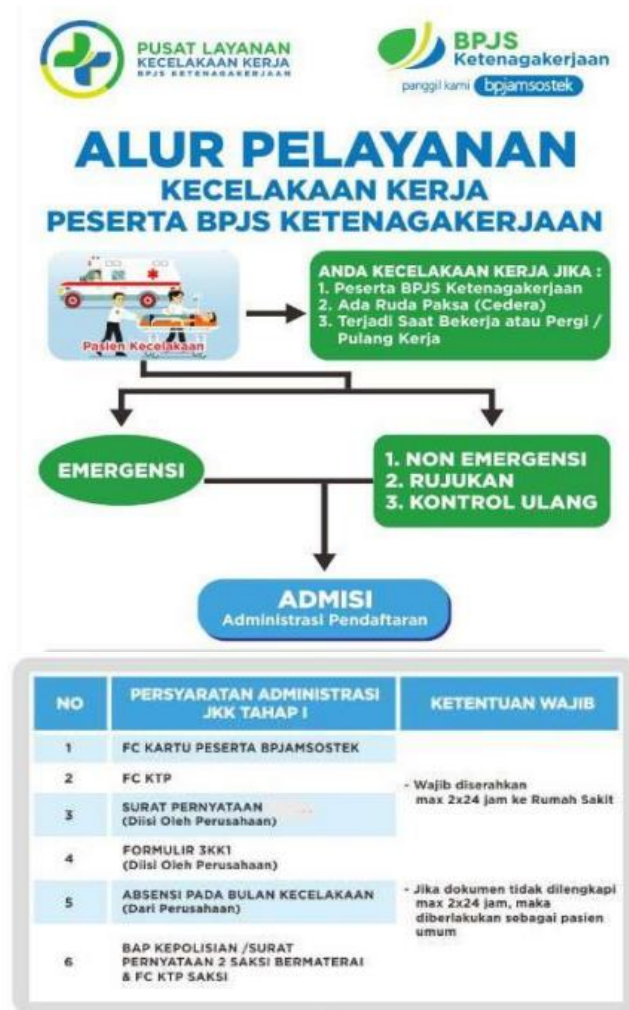 PUSAT LAYANAN
KECELAKAAN KERJA
BPJS KETENAGAKERJAAN
BPJS
Ketenagakerjaan
panggil kami bpjamsostek
ALUR PELAYANAN
KECELAKAAN KERJA
PESERTA BPJS KETENAGAKERJAAN
Pasien Kecelakaan
ANDA KECELAKAAN KERJA JIKA :
1. Peserta BPJS Ketenagakerjaan
2. Ada Ruda Paksa (Cedera)
3. Terjadi Saat Bekerja atau Pergi /
Pulang Kerja
EMERGENSI
1. NON EMERGENSI
2. RUJUKAN
3. KONTROL ULANG
ADMISI
Administrasi Pendaftaran
NO
PERSYARATAN ADMINISTRASI
JKK TAHAP I
KETENTUAN WAJIB
1 FC KARTU PESERTA BPJAMSOSTEK
2 FC KTP
3 SURAT PERNYATAAN
(Diisi Oleh Perusahaan)
4 FORMULIR 3KK1
(Diisi Oleh Perusahaan)
5 ABSENSI PADA BULAN KECELAKAAN
(Dari Perusahaan)
6 BAP KEPOLISIAN /SURAT
PERNYATAAN 2 SAKSI BERMATERAI
& FC KTP SAKSI
- Wajib diserahkan
max 2x24 jam ke Rumah Sakit
- Jika dokumen tidak dilengkapi
max 2x24 jam, maka
diberlakukan sebagai pasien
umum